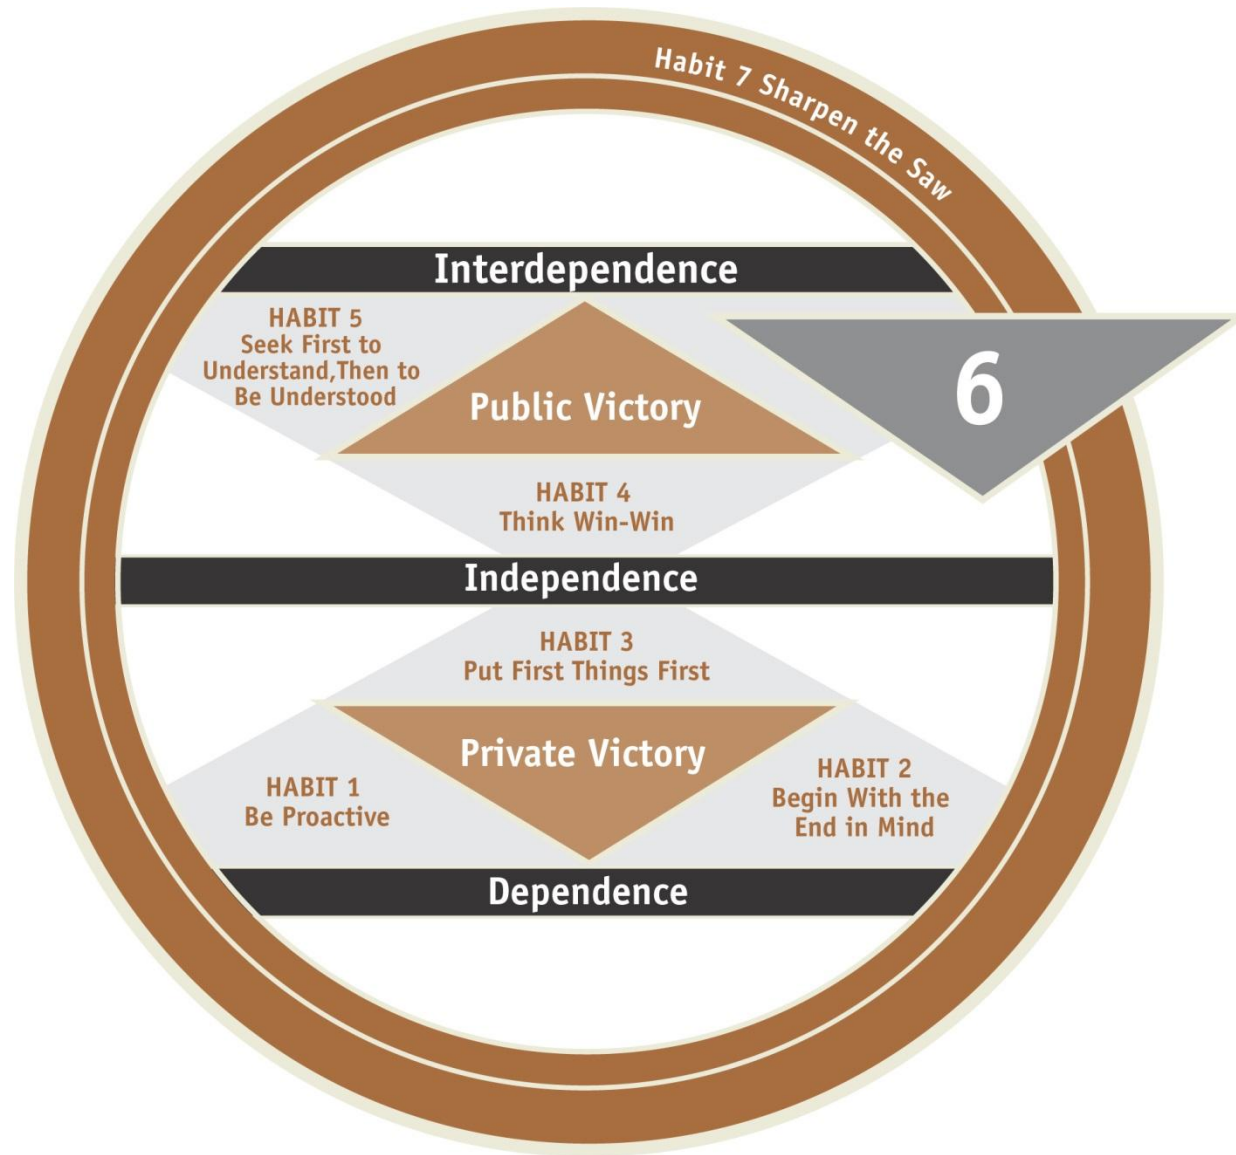 Habit 7 Sharpen the Saw
Interdependence
HABIT 5
Seek First to
Understand,Then to
Be Understood
Public Victory
6
HABIT 4
Think Win-Win
Independence
HABIT 3
Put First Things First
Private Victory
HABIT 1
Be Proactive
HABIT 2
Begin With the
End in Mind
Dependence